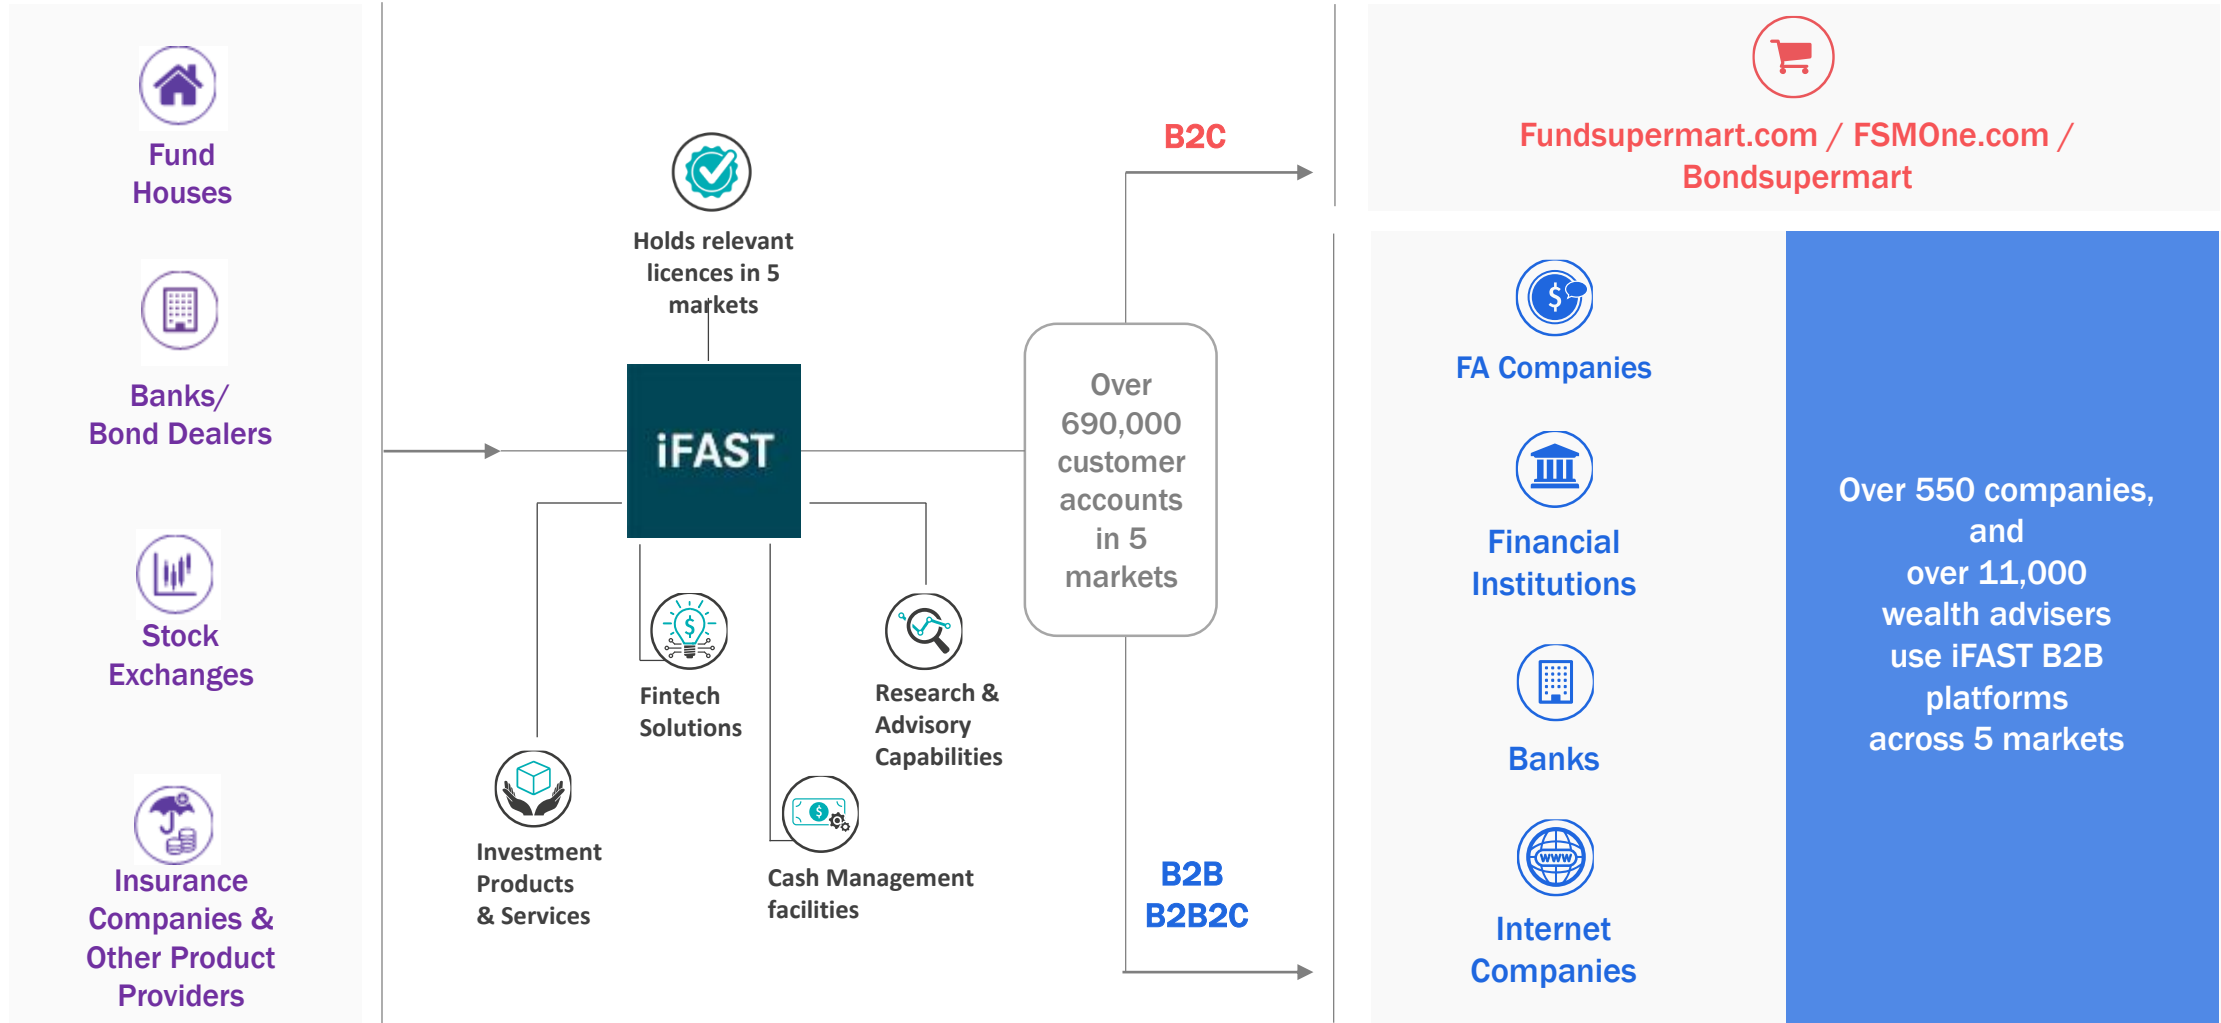 Fund
Houses
Banks/
Bond Dealers
Stock
Exchanges
Insurance
Companies &
Other Product
Providers
Holds relevant
licences in 5
markets
iFAST
Fintech
Solutions
Research &
Advisory
Capabilities
Investment
Products
& Services
Cash Management
facilities
Over
690,000
customer
accounts
in 5
markets
B2C
B2B
B2B2C
Fundsupermart.com / FSMOne.com /
Bondsupermart
FA Companies
Financial
Institutions
Banks
www
Internet
Companies
Over 550 companies,
and
over 11,000
wealth advisers
use iFAST B2B
platforms
across 5 markets